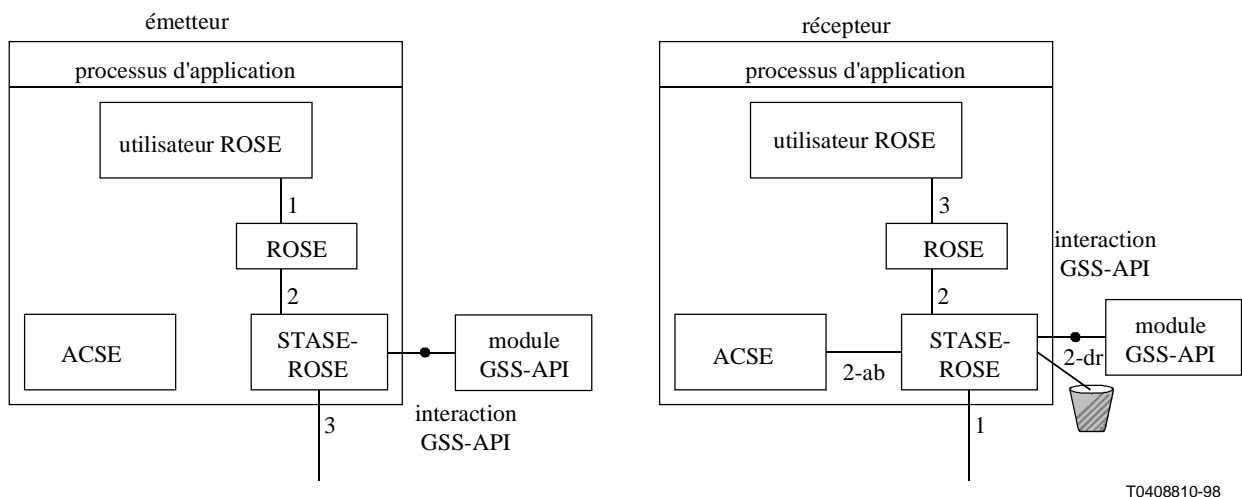 émetteur
processus d'application
utilisateur ROSE
1
ROSE
2
ACSE
STASE-
ROSE
module
GSS-API
interaction
GSS-API
3
récepteur
processus d'application
utilisateur ROSE
3
ROSE
interaction
GSS-API
2
ACSE
2-ab
STASE-
ROSE
2-dr
module
GSS-API
1
T0408810-98